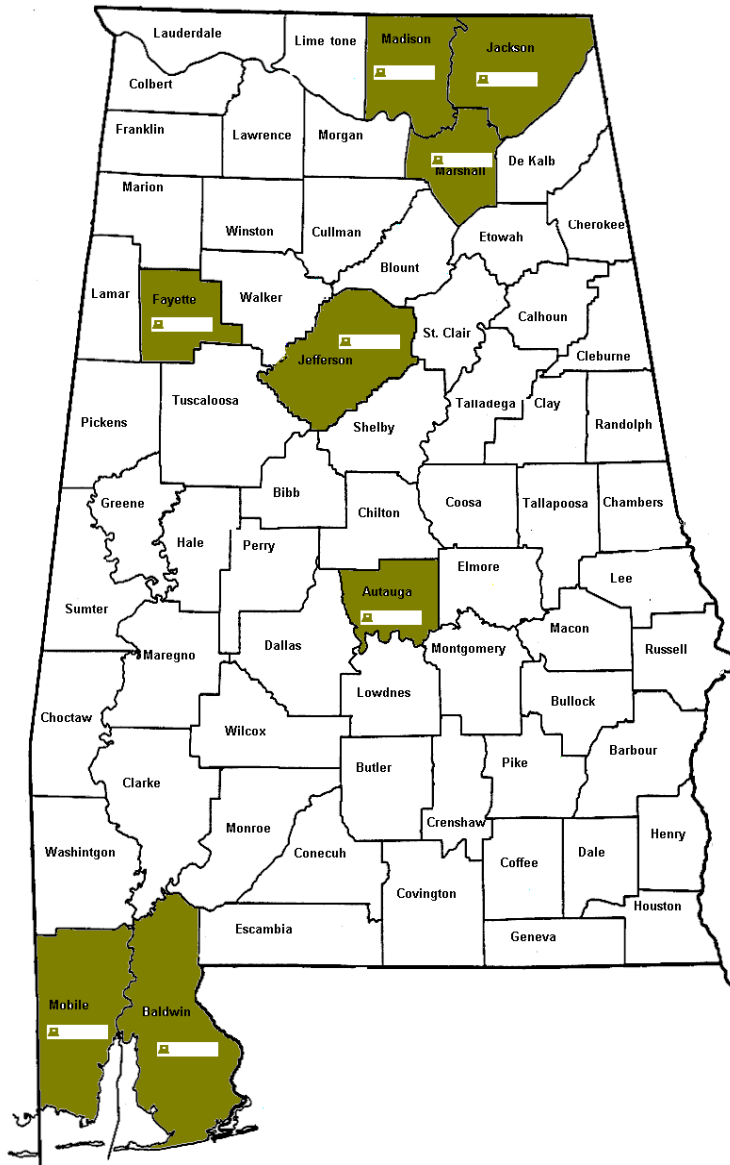 Lauderdale
Lime tone
Madison
Jackson
Colbert
Franklin
Lawrence
Morgan
Marshall
De Kalb
Marion
Winston
Cullman
Cherokee
Etowah
Blount
Lamar
Fayette
Walker
Calhoun
St. Clair
Jefferson
Cleburne
Tuscaloosa
Talladega
Clay
Pickens
Shelby
Randolph
Greene
Bibb
Coosa
Tallapoosa
Chambers
Chilton
Hale
Perry
Elmore
Lee
Autauga
Sumter
Macon
Dallas
Montgomery
Russell
Maregno
Lowdnes
Bullock
Choctaw
Wilcox
Barbour
Butler
Pike
Clarke
Crenshaw
Monroe
Henry
Washintgon
Conecuh
Coffee
Dale
Covington
Houston
Escambia
Geneva
Mobile
Baldwin